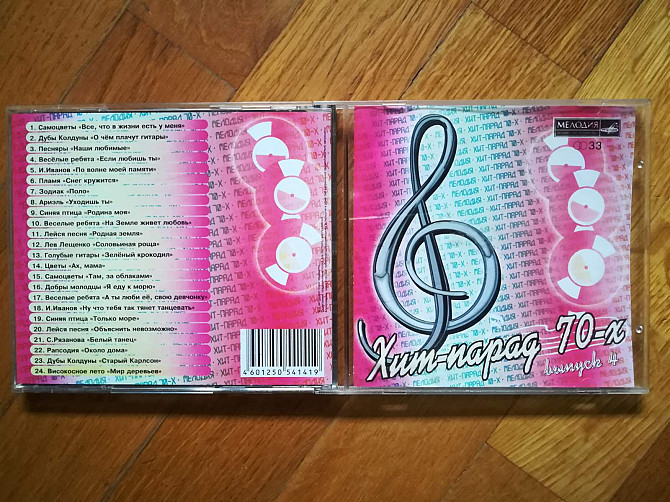 1. Самоцветы «Все, что в жизни есть у меня»
2. Дубы Колдуны «О чём плачут гитары»
3. Песняры «Наши любимые»
4. Весёлые ребята «Если любишь ты»
5. И.Иванов «По волне моей памяти»
6. Пламя «Снег кружится»
7. Зодиак «Поло»
8. Ариэль «Уходишь ты»
9. Синяя птица «Родина моя»
10. Веселые ребята «На Земле живет любовь»
11. Лейся песня «Родная земля»
12. Лев Лещенко «Соловьиная роща»
13. Голубые гитары «Зелёный крокодил»
14. Цветы «Ах, мама»
15. Самоцветы «Там, за облаками»
16. Добры молодцы «Я еду к морю»
17. Веселые ребята «А ты люби её, свою девчонку»
18. И.Иванов «Ну что тебя так тянет танцевать»
19. Синяя птица «Только море»
20. Лейся песня «Объяснить невозможно»
21. С.Рязанова «Белый танец»
22. Рапсодия «Около дома»
23. Дубы Колдуны «Старый Карлсон»
24. Високосное лето «Мир деревьев»
4601250 541419
МЕЛОДИЯ
33
Хит-парад 70-х
выпуск 4